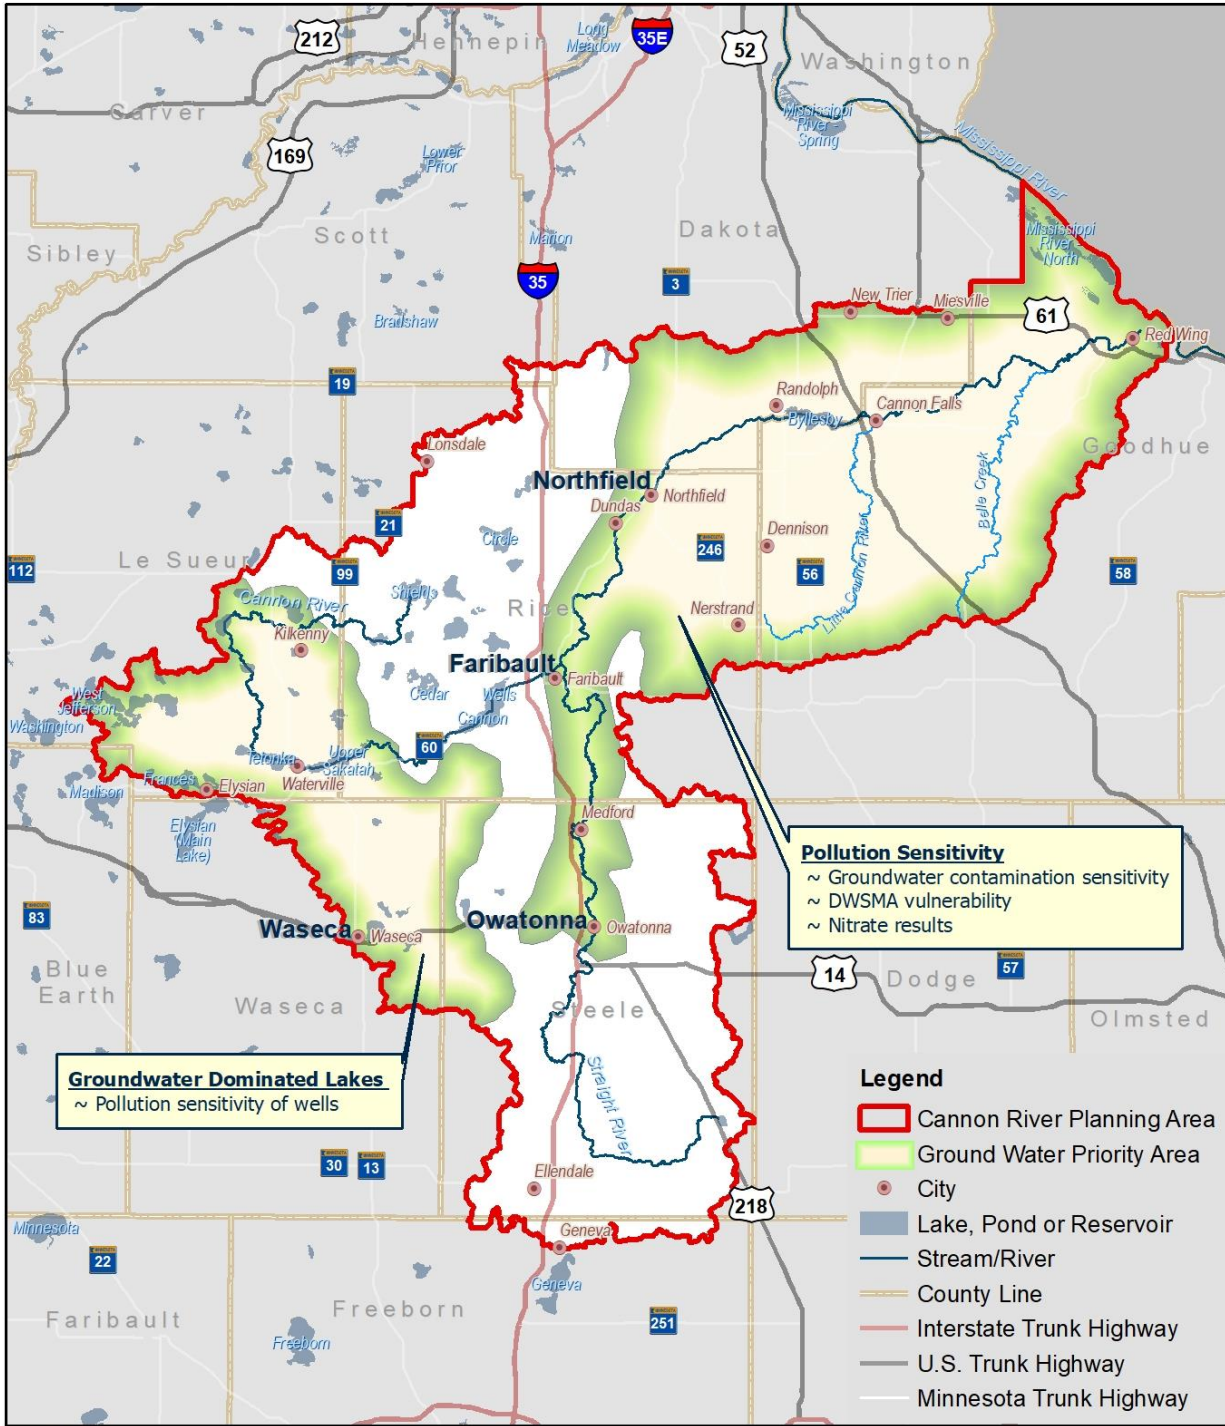 212
Hennepin
Long
Meadow
35E
52
Washington
Carver
169
Mississippi
River -
Spring
Mississippi River
Lower
Prior
Scott
Marion
Dakota
Mississippi
River -
North
Sibley
35
3
New Trier
Miesville
61
Bradshaw
Red Wing
19
Randolph
Byllesby
Cannon Falls
Lonsdale
Goodhue
Northfield
Northfield
Dundas
Belle Creek
21
Circle
Dennison
246
Le Sueur
112
99
56
58
Cannon River
Shields
Rice
Little Cannon River
Nerstrand
Kilkenny
Faribault
Faribault
West
Jefferson
Washington
Cedar
Wells
Cannon
60
Tetonka
Upper
Sakatah
Waterville
Frances
Elysian
Madison
Elysian
(Main
Lake)
Medford
Pollution Sensitivity
~ Groundwater contamination sensitivity
~ DWSMA vulnerability
~ Nitrate results
83
Waseca
Waseca
Owatonna
Owatonna
Blue
Earth
14
Dodge
57
Waseca
Steele
Olmsted
Groundwater Dominated Lakes
~ Pollution sensitivity of wells
Straight River
30
13
Ellendale
218
Minnesota
22
Geneva
Geneva
Faribault
Freeborn
Freeborn
251
Legend
Cannon River Planning Area
Ground Water Priority Area
City
Lake, Pond or Reservoir
Stream/River
County Line
Interstate Trunk Highway
U.S. Trunk Highway
Minnesota Trunk Highway